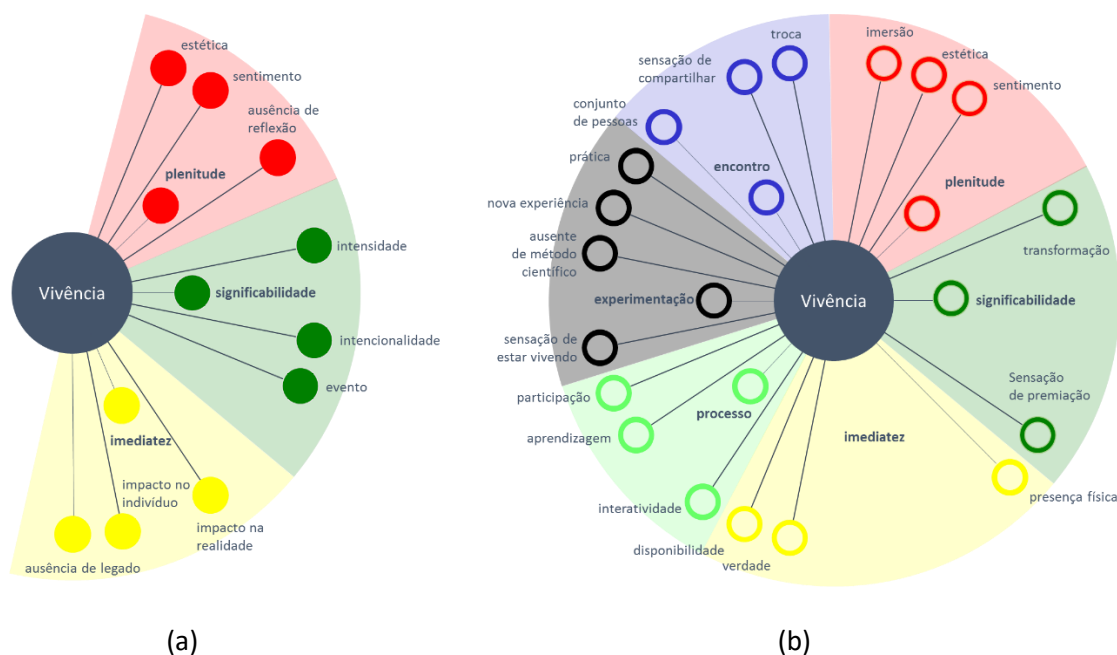 estética
sentimento
ausência de
reflexão
plenitude
intensidade
significabilidade
Vivência
intencionalidade
evento
imediatez
impacto no
indivíduo
impacto na
realidade
ausência de legado
(a)
troca
imersão
estética
sensação de
compartilhar
sentimento
conjunto
de pessoas
prática
encontro
plenitude
nova experiência
ausente
de método
científico
transformação
experimentação
Vivência
significabilidade
sensação de
estar vivendo
participação
Sensação
de premiação
processo
aprendizagem
imediatez
presença física
interatividade
disponibilidade
verdade
(b)